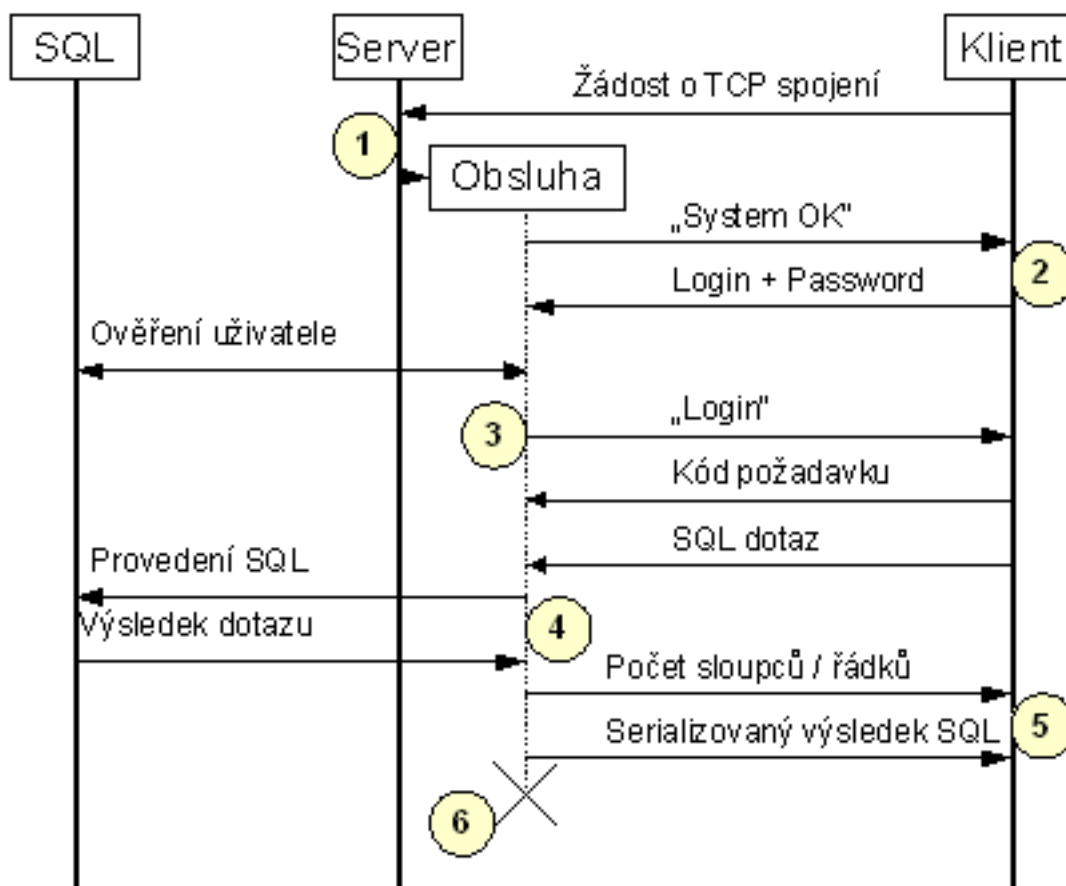 SQL
Server
Klient
Žádost o TCP spojení
1
Obsluha
„System OK"
2
Login + Password
Ověření uživatele
„Login"
3
Kód požadavku
SQL dotaz
Provedení SQL
4
Výsledek dotazu
Počet sloupců / řádků
5
Serializovaný výsledek SQL
6